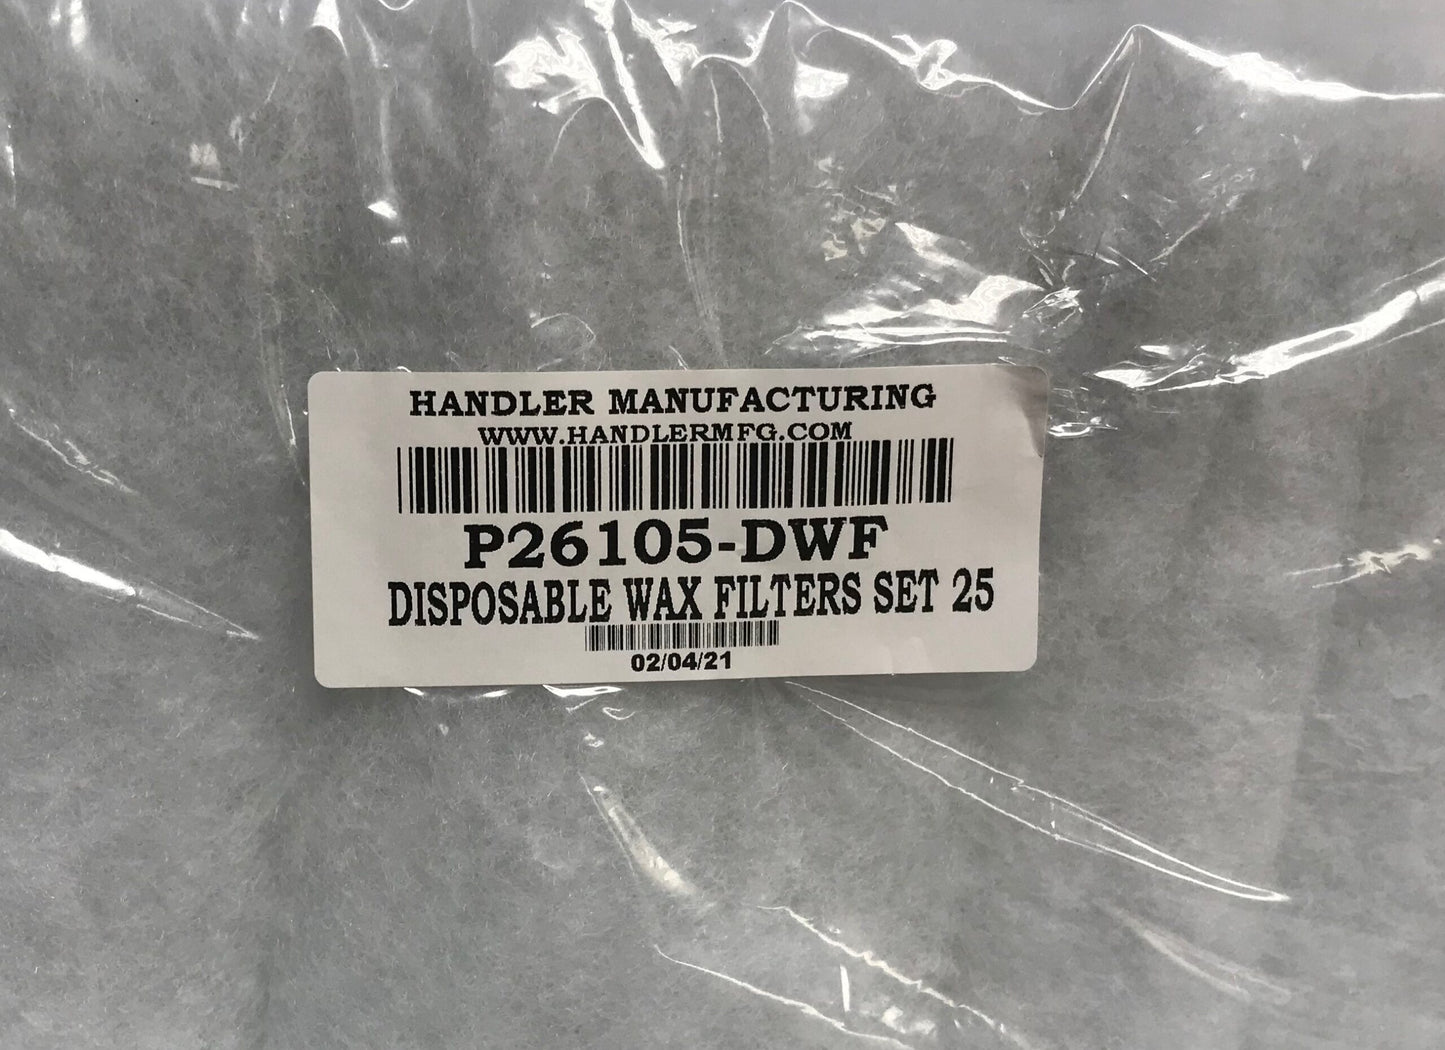 HANDLER MANUFACTURING
WWW.HANDLERMFG.COM
P26105-DWF
DISPOSABLE WAX FILTERS SET 25
02/04/21